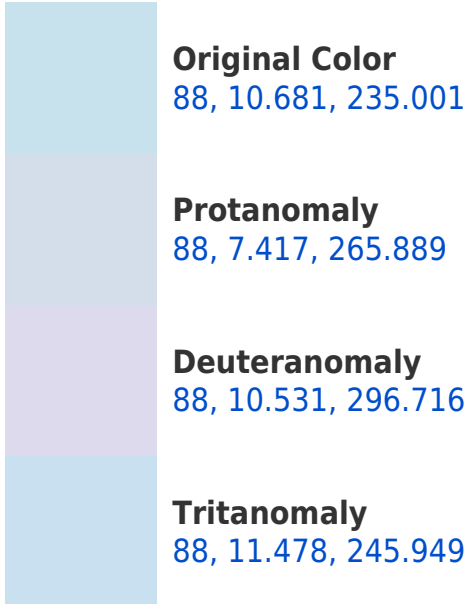 Original Color
88, 10.681, 235.001
Protanomaly
88, 7.417, 265.889
Deuteranomaly
88, 10.531, 296.716
Tritanomaly
88, 11.478, 245.949